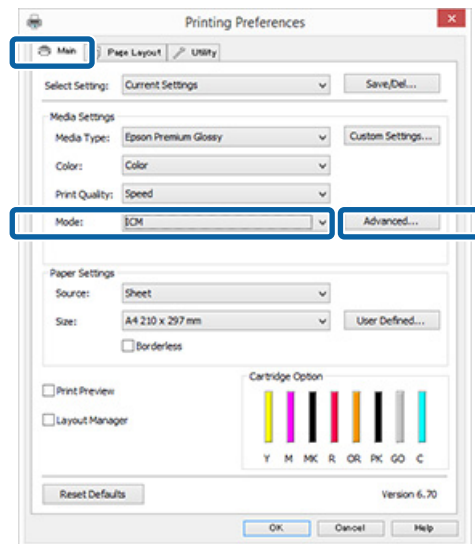 Printing Preferences
Main Page Layout Utility
Select Setting: Current Settings Save/Del...
Media Settings
Media Type: Epson Premium Glossy Custom Settings...
Color: Color
Print Quality: Speed
Mode: ICM Advanced...
Paper Settings
Source: Sheet
Size: A4 210 x 297 mm User Defined...
Borderless
Print Preview
Layout Manager
Cartridge Option
Y M MK R OR PK GO C
Reset Defaults Version 6.70
OK Cancel Help